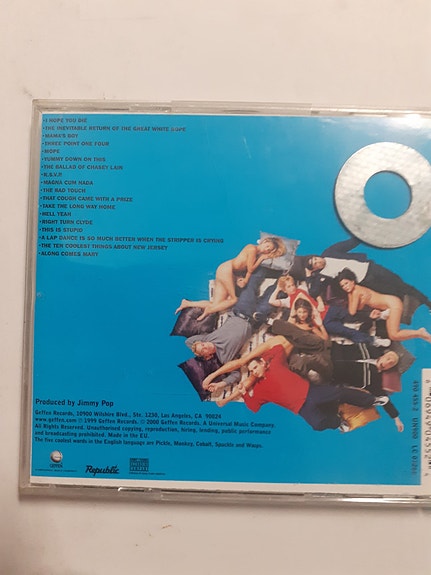 •I HOPE YOU DIE
•THE INEVITABLE RETURN OF THE GREAT WHITE DOPE
•MAMA'S BOY
•THREE POINT ONE FOUR
•MOPE
•YUMMY DOWN ON THIS
•THE BALLAD OF CHASEY LAIN
•R.S.V.P.
•MAGNA CUM NADA
•THE BAD TOUCH
•THAT COUGH CAME WITH A PRIZE
•TAKE THE LONG WAY HOME
•HELL YEAH
•RIGHT TURN CLYDE
•THIS IS STUPID
•A LAP DANCE IS SO MUCH BETTER WHEN THE STRIPPER IS CRYING
•THE TEN COOLEST THINGS ABOUT NEW JERSEY
•ALONG COMES MARY
Produced by Jimmy Pop
Geffen Records, 10900 Wilshire Blvd., Ste. 1230, Los Angeles, CA 90024
www.geffen.com Ⓟ 1999 Geffen Records. © 2000 Geffen Records. A Universal Music Company.
All Rights Reserved. Unauthorised copying, reproduction, hiring, lending, public performance
and broadcasting prohibited. Made in the EU.
The five coolest words in the English language are Pickle, Monkey, Cobalt, Speckle and Wasps.
GEFFEN
Republic
490 455 2